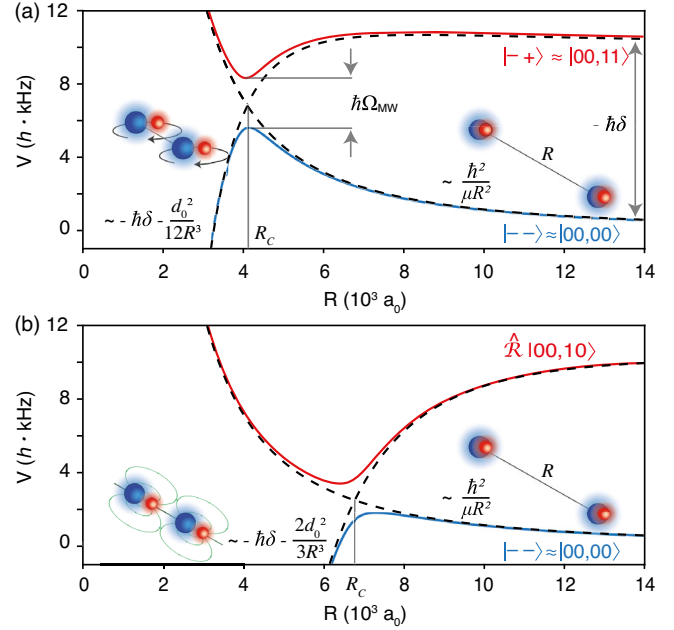 (a)
12
8
4
0
V (h · kHz)
|− +⟩ ≈ |00,11⟩
ħΩMW
- ħδ
R
~ ħ²/μR²
~ - ħδ - d₀²/12R³
RC
|− −⟩ ≈ |00,00⟩
0 2 4 6 8 10 12 14
R (10³ a₀)
(b)
12
8
4
0
V (h · kHz)
R̂ |00,10⟩
R
~ ħ²/μR²
~ - ħδ - 2d₀²/3R³
|− −⟩ ≈ |00,00⟩
RC
0 2 4 8 10 12 14
R (10³ a₀)